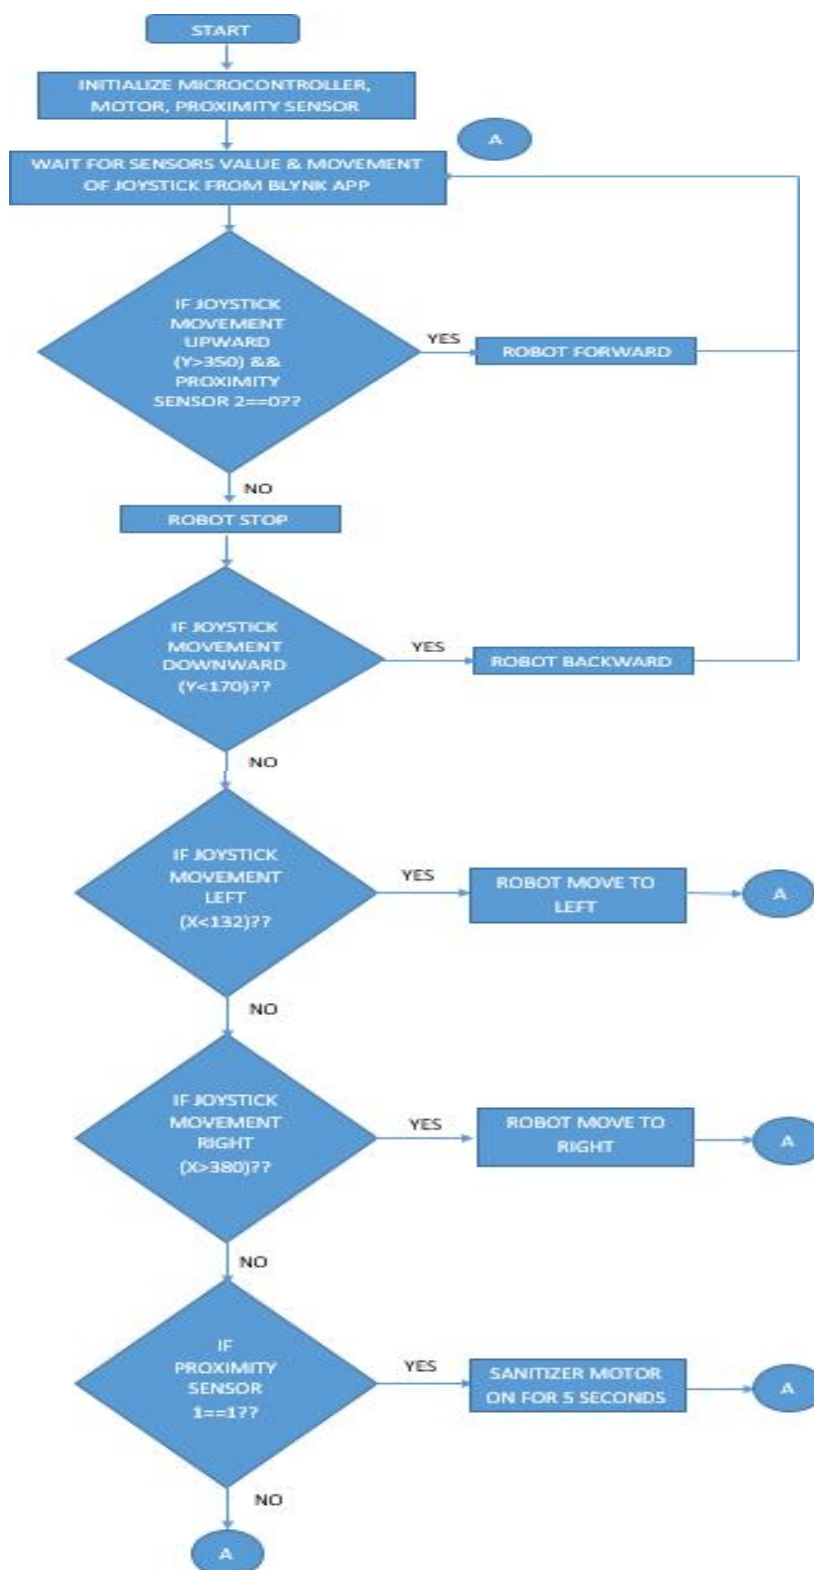 START
INITIALIZE MICROCONTROLLER,
MOTOR, PROXIMITY SENSOR
A
WAIT FOR SENSORS VALUE & MOVEMENT
OF JOYSTICK FROM BLYNK APP
IF JOYSTICK
MOVEMENT
UPWARD
(Y>350) &&
PROXIMITY
SENSOR 2==0??
YES
ROBOT FORWARD
NO
ROBOT STOP
IF JOYSTICK
MOVEMENT
DOWNWARD
(Y<170)??
YES
ROBOT BACKWARD
NO
IF JOYSTICK
MOVEMENT
LEFT
(X<132)??
YES
ROBOT MOVE TO
LEFT
A
NO
IF JOYSTICK
MOVEMENT
RIGHT
(X>380)??
YES
ROBOT MOVE TO
RIGHT
A
NO
IF
PROXIMITY
SENSOR
1==1??
YES
SANITIZER MOTOR
ON FOR 5 SECONDS
A
NO
A